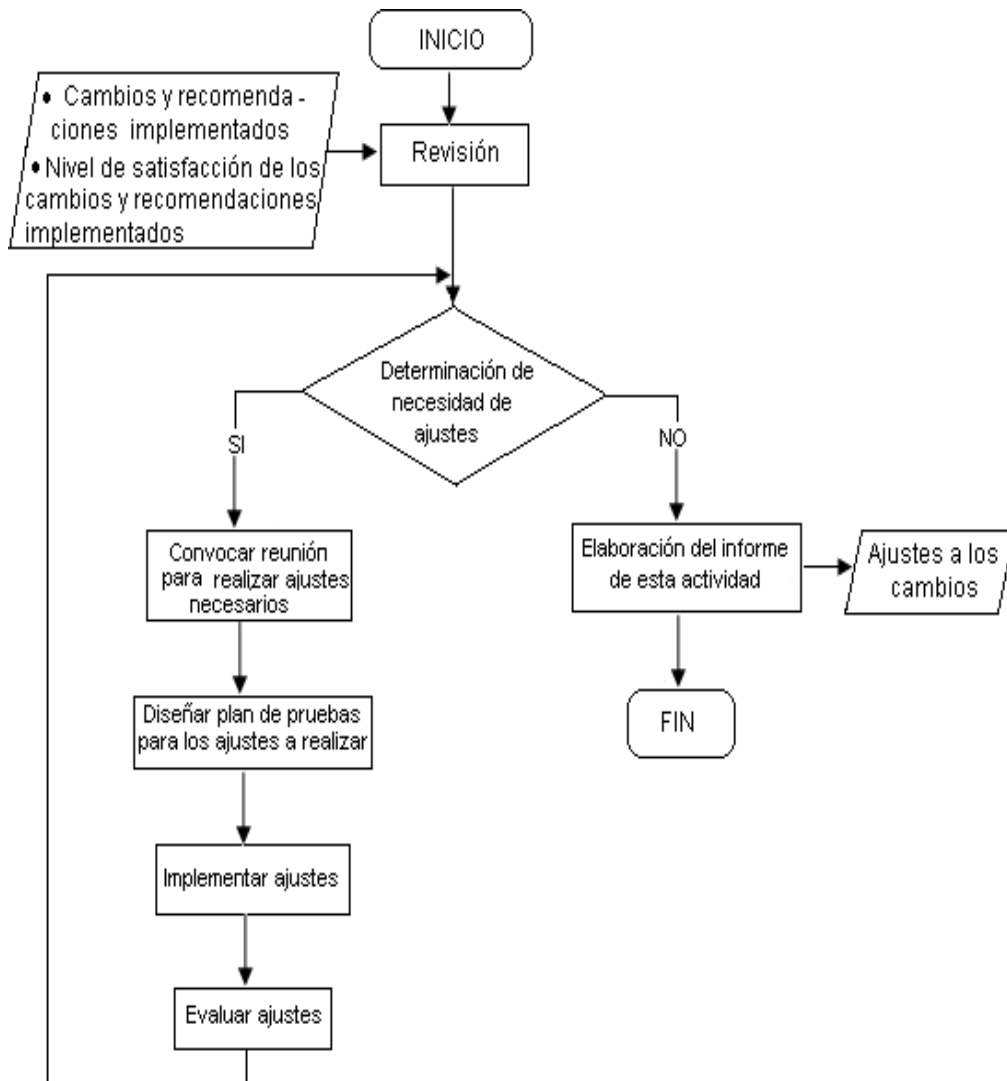 INICIO
• Cambios y recomenda -
ciones implementados
• Nivel de satisfacción de los
cambios y recomendaciones
implementados
Revisión
Determinación de
necesidad de
ajustes
SI
NO
Convocar reunión
para realizar ajustes
necesarios
Elaboración del informe
de esta actividad
Ajustes a los
cambios
Diseñar plan de pruebas
para los ajustes a realizar
FIN
Implementar ajustes
Evaluar ajustes